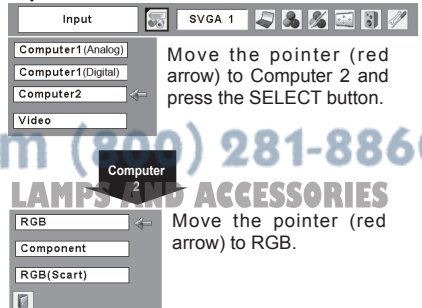 Input
SVGA 1
Computer1(Analog)
Computer1(Digital)
Computer2
Video
Move the pointer (red
arrow) to Computer 2 and
press the SELECT button.
m (800) 281-886
Computer
2
LAMPS AND ACCESSORIES
RGB
Component
RGB(Scart)
Move the pointer (red
arrow) to RGB.